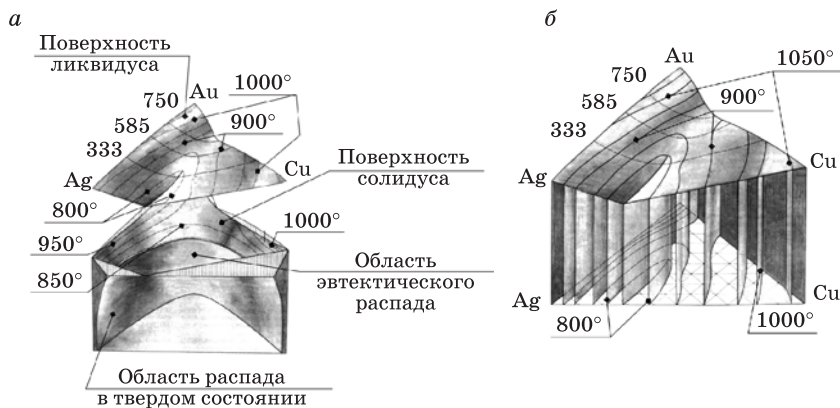 а
Поверхность
ликвидуса
Au
1000°
750
585
900°
333
Ag
Cu
Поверхность
солидуса
800°
950°
1000°
850°
Область
эвтектического
распада
Область распада
в твердом состоянии
б
Au
1050°
750
585
900°
333
Ag
Cu
Ag
Cu
800°
1000°